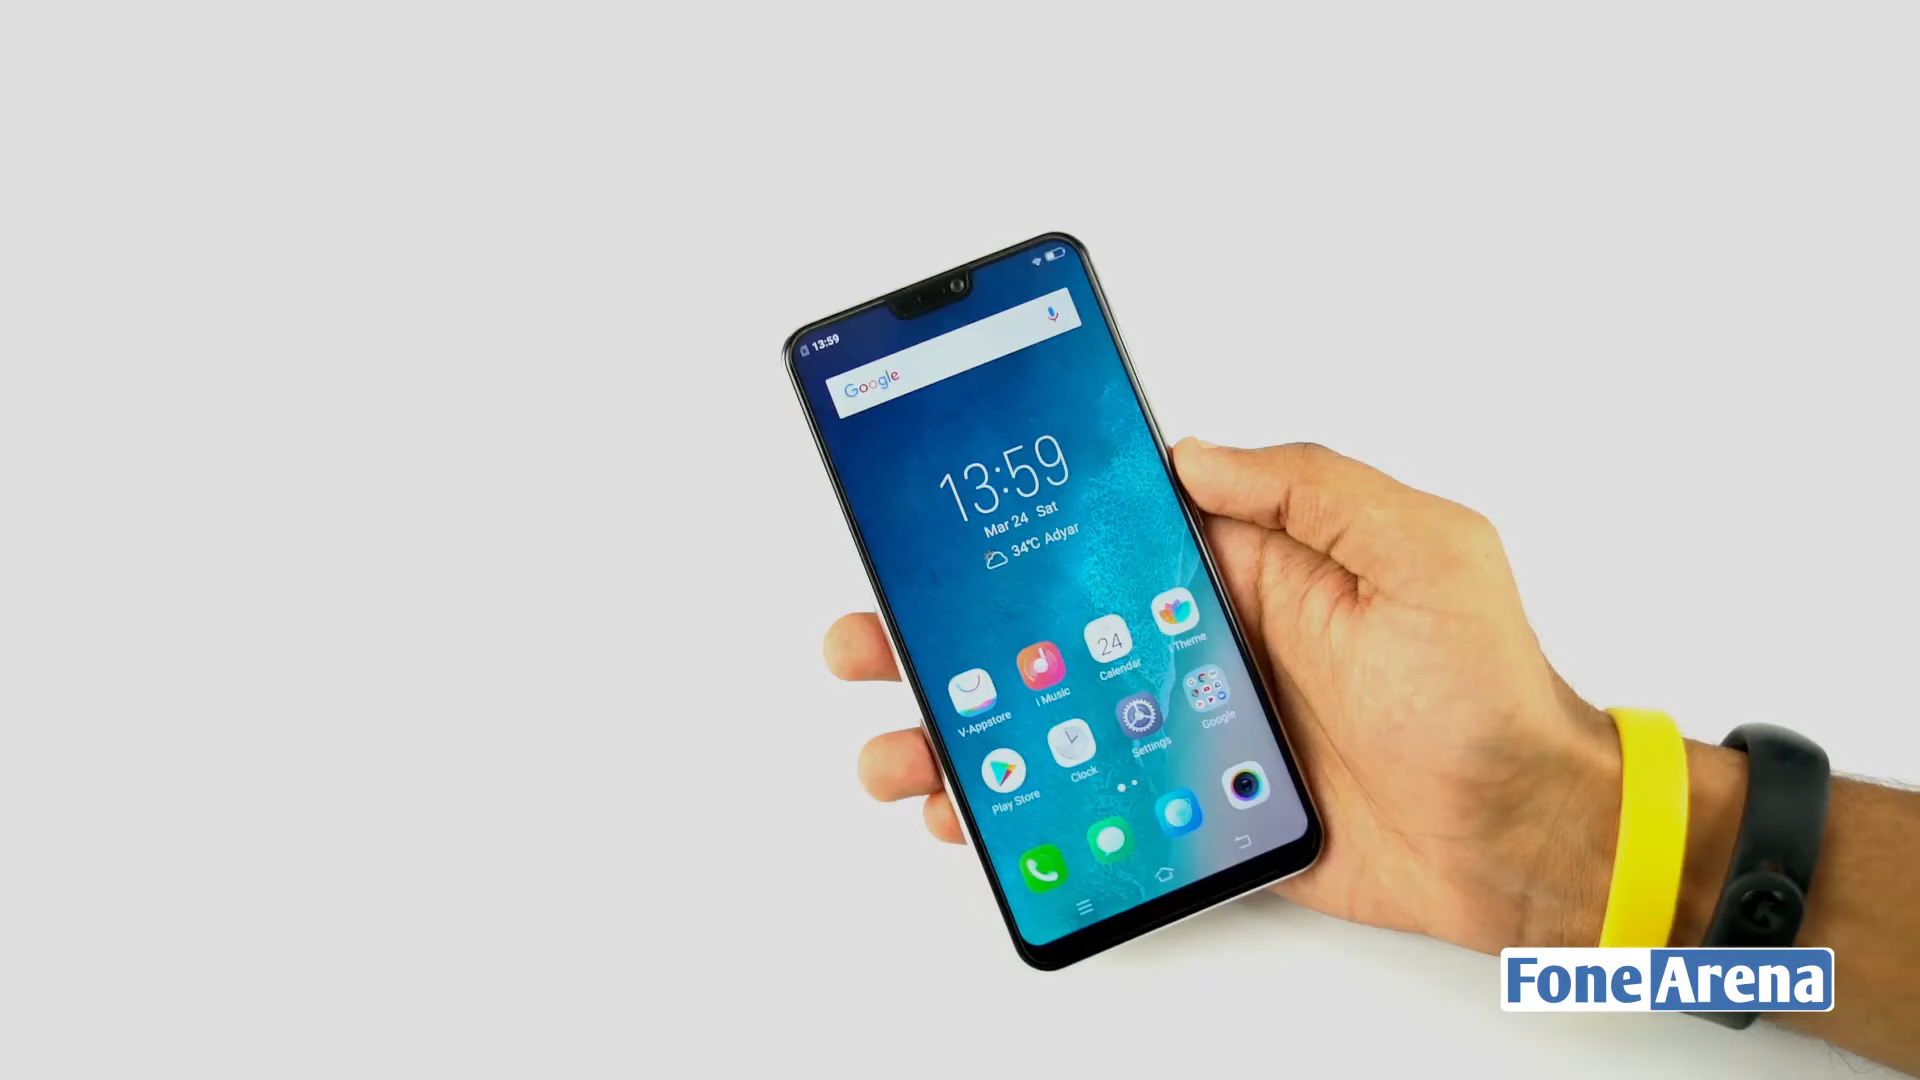 13:59
Google
13:59
Mar 24 Sat
34°C Adyar
V-Appstore
i Music
24
Calendar
i Theme
Play Store
Clock
Settings
Google
FoneArena